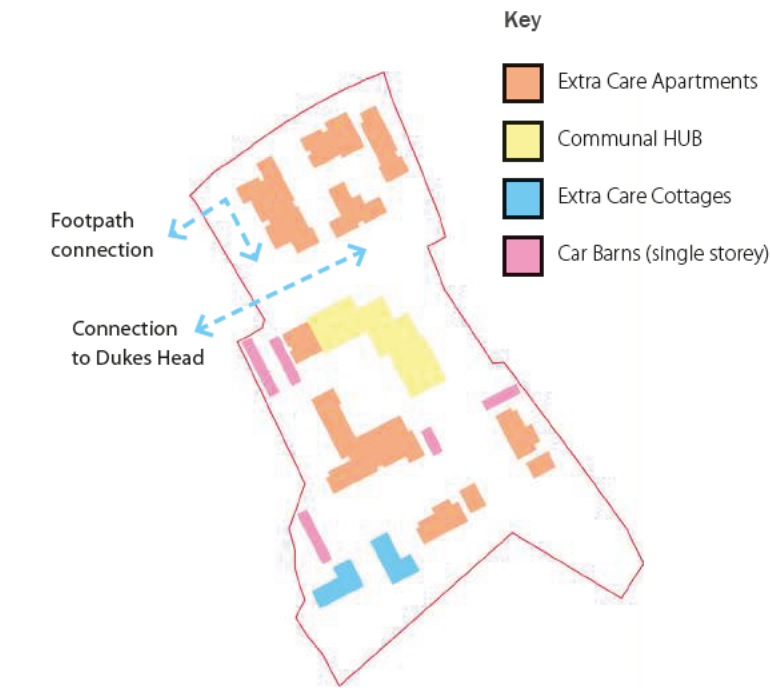 Key
Extra Care Apartments
Communal HUB
Extra Care Cottages
Car Barns (single storey)
Footpath
connection
Connection
to Dukes Head